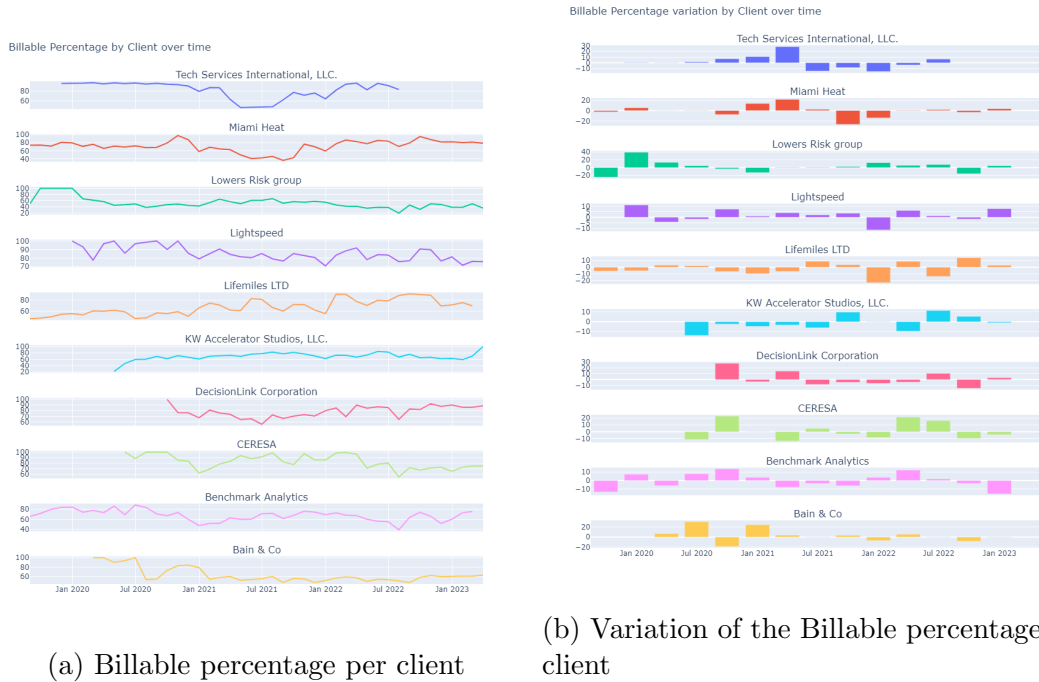 Billable Percentage by Client over time
Tech Services International, LLC.
80
60
Miami Heat
100
80
60
40
Lowers Risk group
100
80
60
40
20
Lightspeed
100
90
80
70
Lifemiles LTD
80
60
KW Accelerator Studios, LLC.
100
80
60
40
20
DecisionLink Corporation
100
90
80
70
60
CERESA
100
90
80
70
60
Benchmark Analytics
80
60
40
Bain & Co
100
80
60
Jan 2020 Jul 2020 Jan 2021 Jul 2021 Jan 2022 Jul 2022 Jan 2023
(a) Billable percentage per client
Billable Percentage variation by Client over time
Tech Services International, LLC.
30
20
10
0
−10
Miami Heat
20
0
−20
Lowers Risk group
40
20
0
−20
Lightspeed
10
0
−10
Lifemiles LTD
10
0
−10
KW Accelerator Studios, LLC.
10
0
−10
DecisionLink Corporation
30
20
10
0
−10
CERESA
20
10
0
−10
Benchmark Analytics
10
0
−10
Bain & Co
20
0
−20
Jan 2020 Jul 2020 Jan 2021 Jul 2021 Jan 2022 Jul 2022 Jan 2023
(b) Variation of the Billable percentage
client